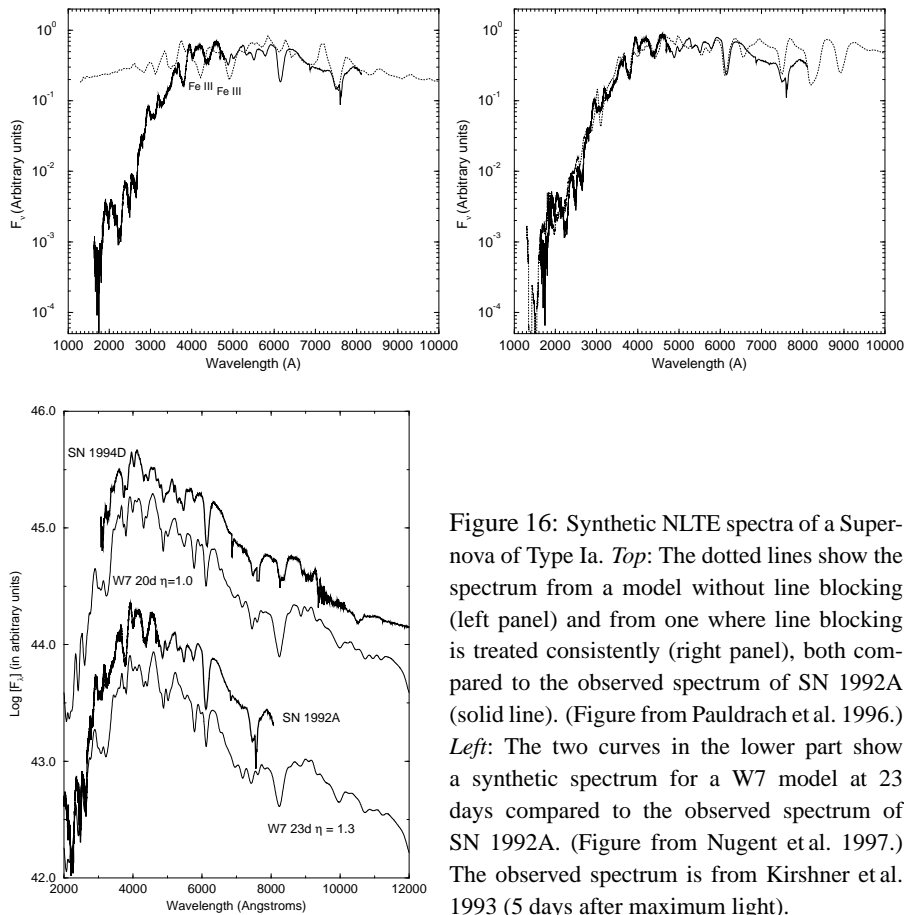 10⁰
10⁻¹
10⁻²
10⁻³
10⁻⁴
Fν (Arbitrary units)
Fe III Fe III
1000 2000 3000 4000 5000 6000 7000 8000 9000 10000
Wavelength (A)
10⁰
10⁻¹
10⁻²
10⁻³
10⁻⁴
Fν (Arbitrary units)
1000 2000 3000 4000 5000 6000 7000 8000 9000 10000
Wavelength (A)
46.0
45.0
44.0
43.0
42.0
Log [Fλ] (in arbitrary units)
SN 1994D
W7 20d η=1.0
SN 1992A
W7 23d η = 1.3
2000 4000 6000 8000 10000 12000
Wavelength (Angstroms)
Figure 16: Synthetic NLTE spectra of a Super-
nova of Type Ia. Top: The dotted lines show the
spectrum from a model without line blocking
(left panel) and from one where line blocking
is treated consistently (right panel), both com-
pared to the observed spectrum of SN 1992A
(solid line). (Figure from Pauldrach et al. 1996.)
Left: The two curves in the lower part show
a synthetic spectrum for a W7 model at 23
days compared to the observed spectrum of
SN 1992A. (Figure from Nugent et al. 1997.)
The observed spectrum is from Kirshner et al.
1993 (5 days after maximum light).